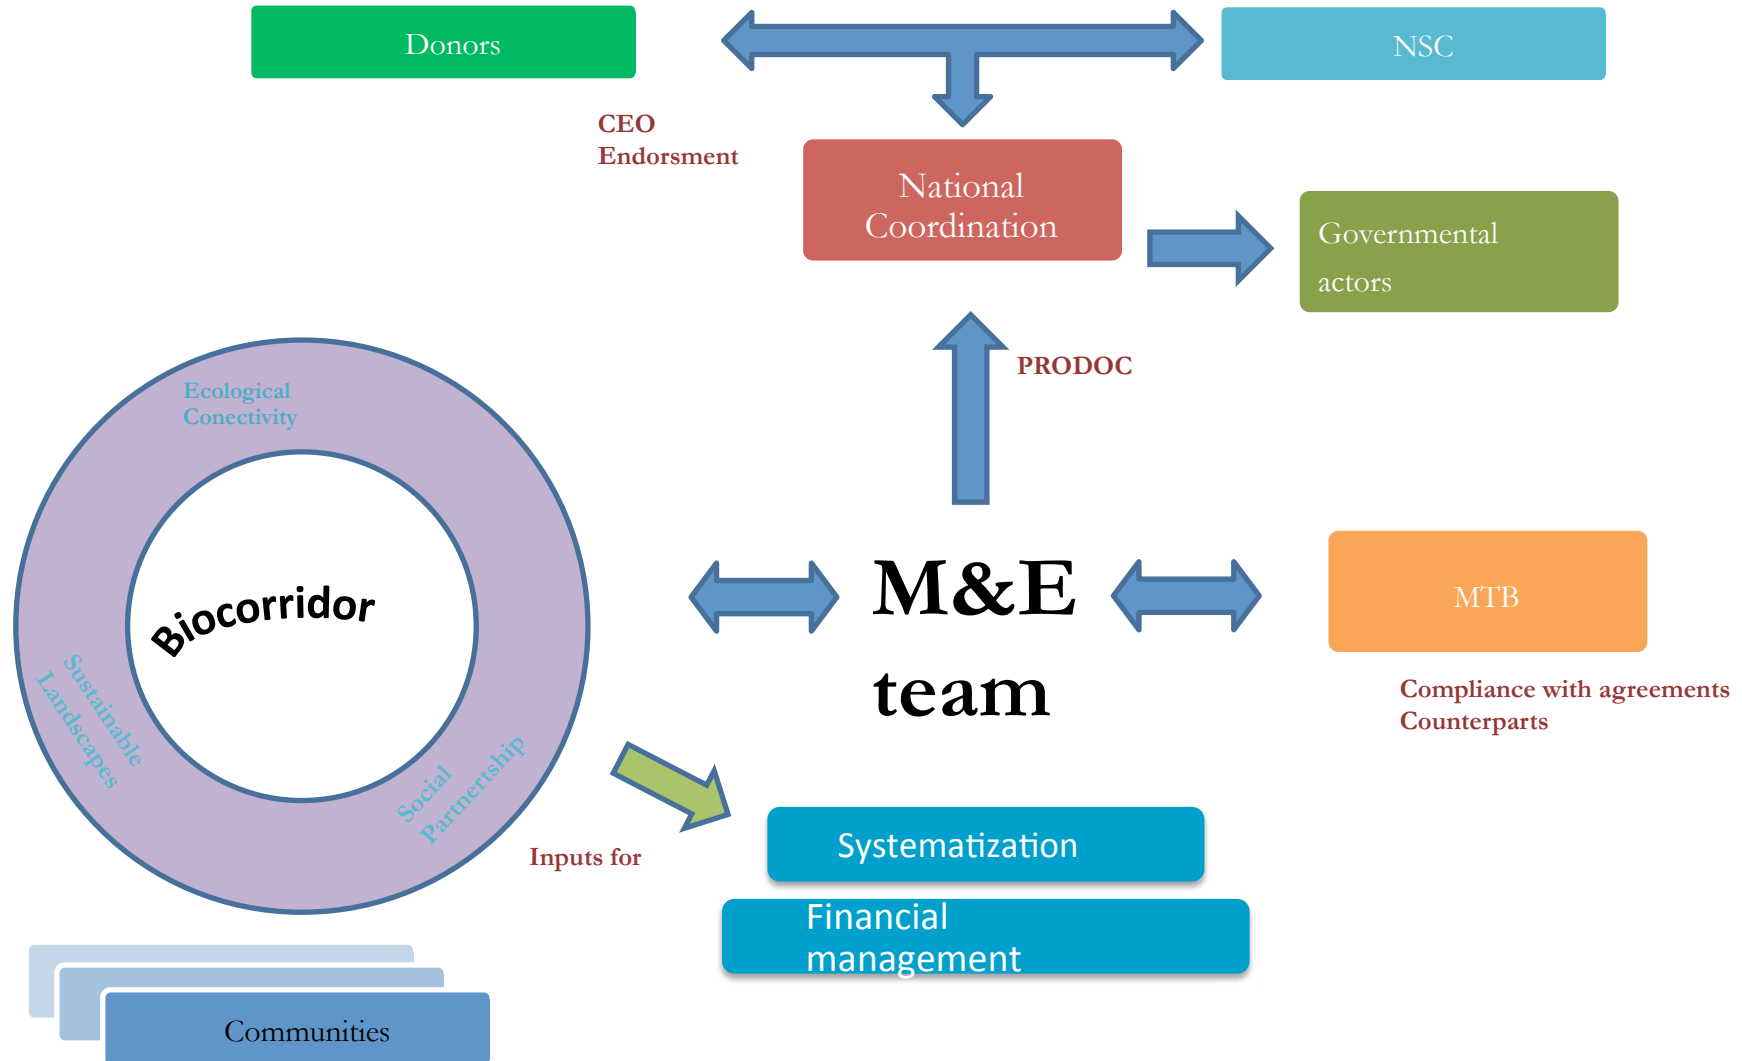 Donors
NSC
CEO
Endorsment
National
Coordination
Governmental
actors
PRODOC
Ecological
Conectivity
Biocorridor
Sustainable
Landscapes
Social
Partnertship
M&E
team
MTB
Compliance with agreements
Counterparts
Inputs for
Systematization
Financial
management
Communities